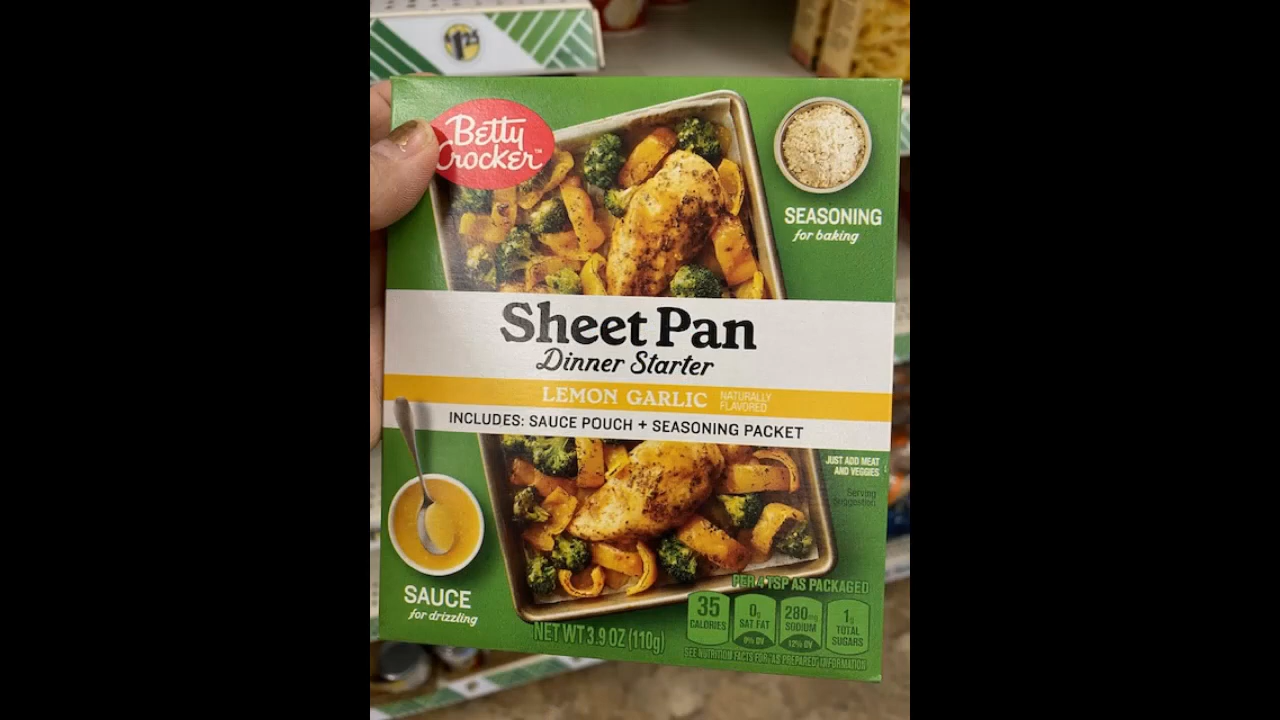 $1.25
Betty
Crocker™
SEASONING
for baking
Sheet Pan
Dinner Starter
LEMON GARLIC
NATURALLY
FLAVORED
INCLUDES: SAUCE POUCH + SEASONING PACKET
JUST ADD MEAT
AND VEGGIES
Serving
Suggestion
SAUCE
for drizzling
PER 4 TSP AS PACKAGED
35
CALORIES
0g
SAT FAT
0% DV
280mg
SODIUM
12% DV
1g
TOTAL
SUGARS
NET WT 3.9 OZ (110g)
SEE NUTRITION FACTS FOR "AS PREPARED" INFORMATION